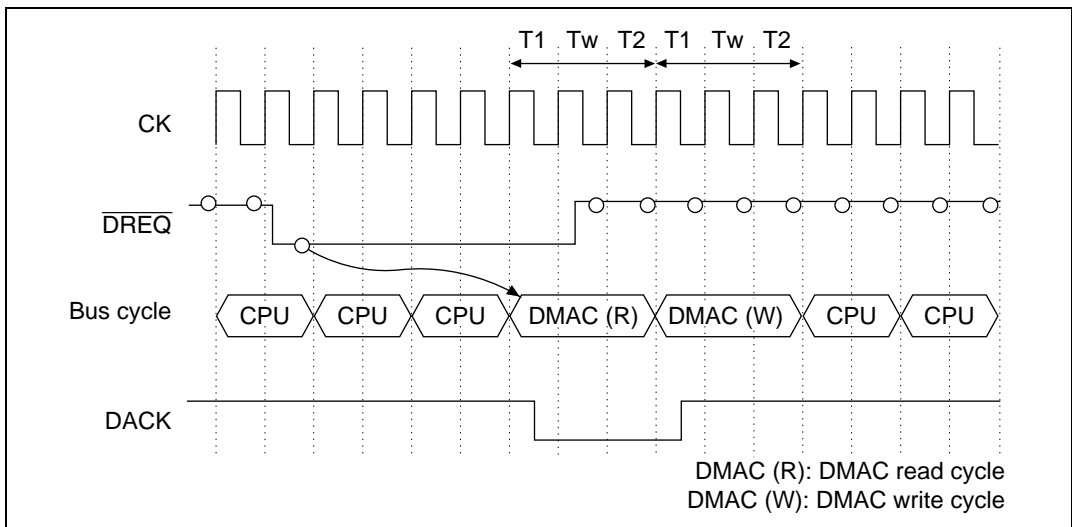 T1 Tw T2 T1 Tw T2
CK
DREQ
Bus cycle CPU CPU CPU DMAC (R) DMAC (W) CPU CPU
DACK
DMAC (R): DMAC read cycle
DMAC (W): DMAC write cycle